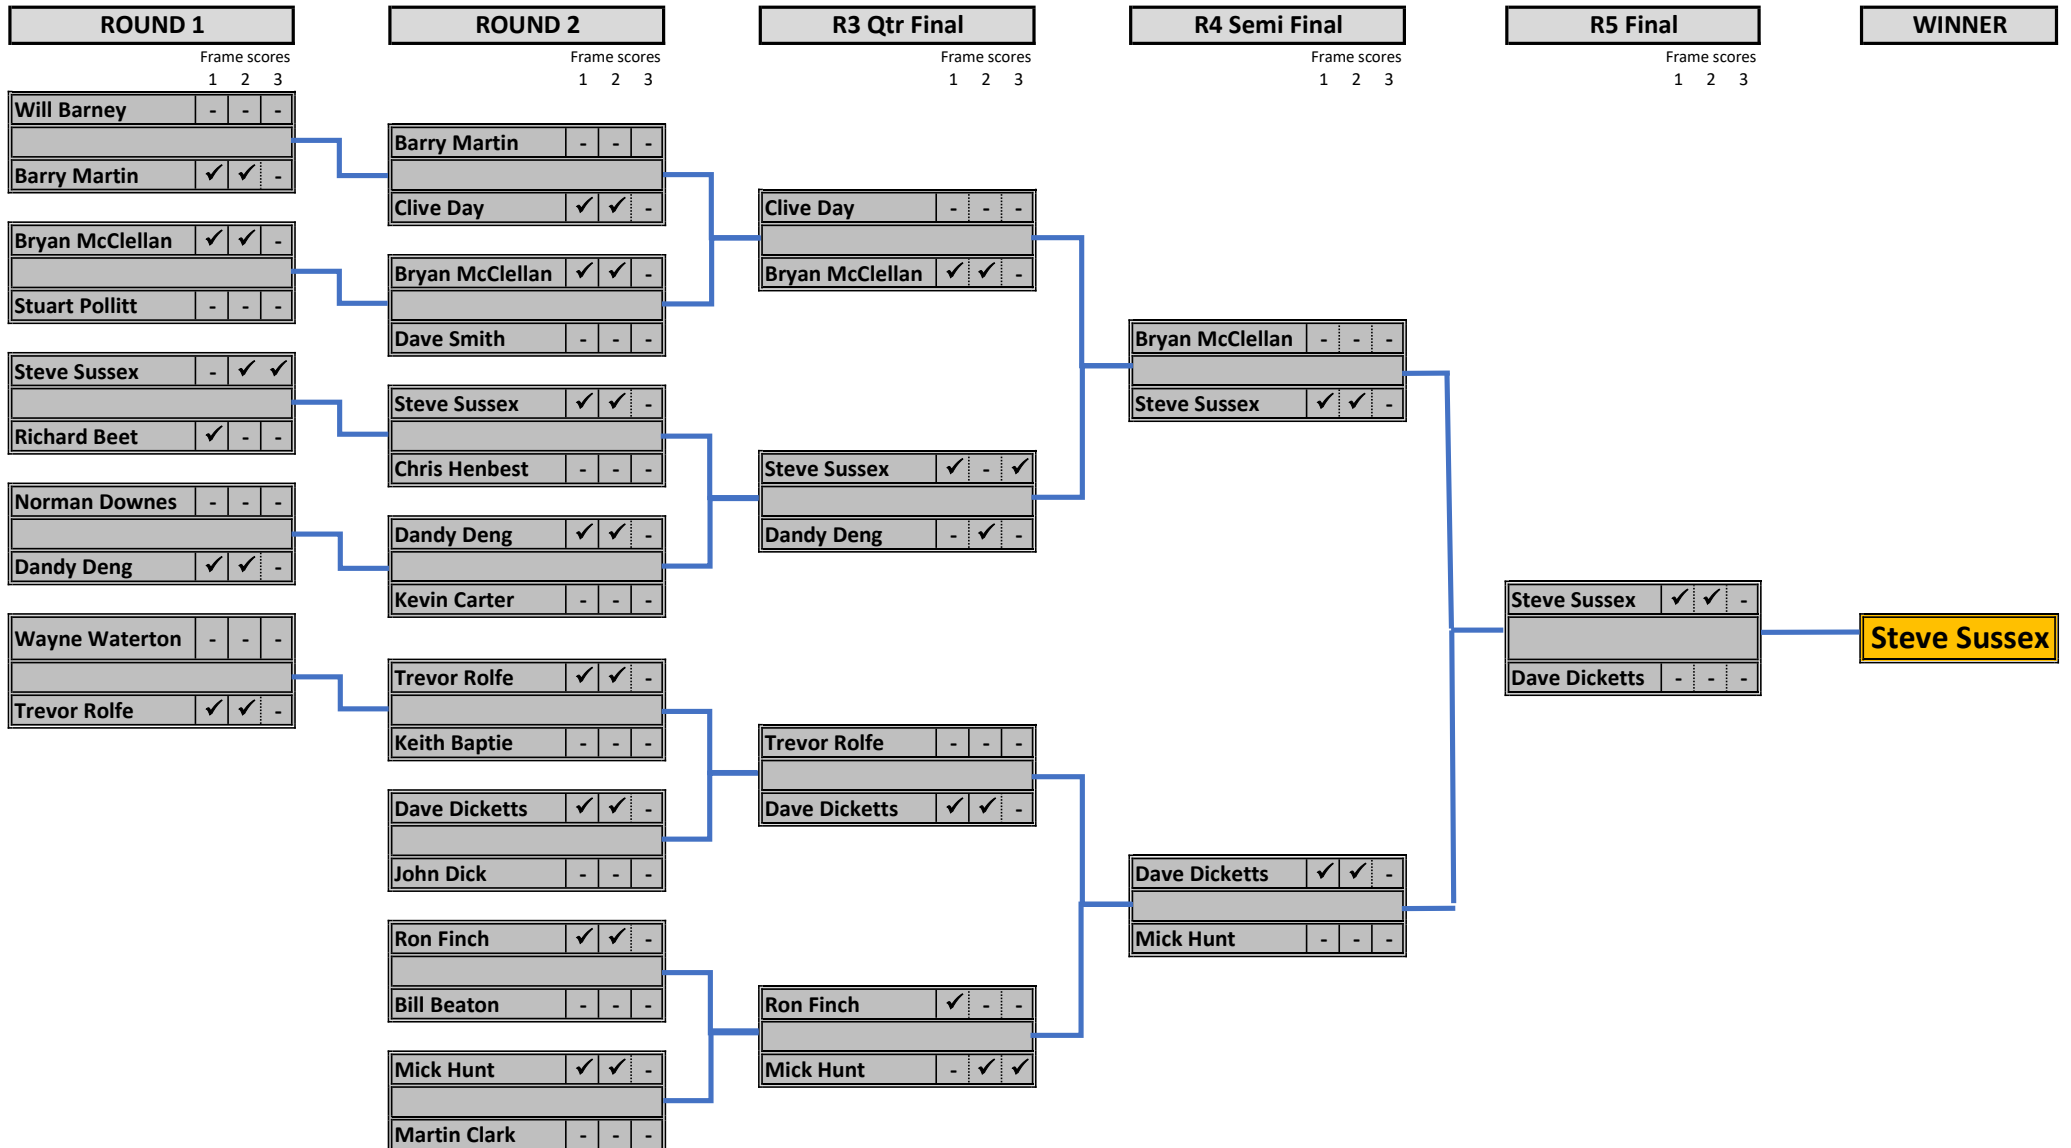 ROUND 1
Frame scores
1 2 3
Will Barney - - -
Barry Martin ✓ ✓ -
Bryan McClellan ✓ ✓ -
Stuart Pollitt - - -
Steve Sussex - ✓ ✓
Richard Beet ✓ - -
Norman Downes - - -
Dandy Deng ✓ ✓ -
Wayne Waterton - - -
Trevor Rolfe ✓ ✓ -
ROUND 2
Frame scores
1 2 3
Barry Martin - - -
Clive Day ✓ ✓ -
Bryan McClellan ✓ ✓ -
Dave Smith - - -
Steve Sussex ✓ ✓ -
Chris Henbest - - -
Dandy Deng ✓ ✓ -
Kevin Carter - - -
Trevor Rolfe ✓ ✓ -
Keith Baptie - - -
Dave Dicketts ✓ ✓ -
John Dick - - -
Ron Finch ✓ ✓ -
Bill Beaton - - -
Mick Hunt ✓ ✓ -
Martin Clark - - -
R3 Qtr Final
Frame scores
1 2 3
Clive Day - - -
Bryan McClellan ✓ ✓ -
Steve Sussex ✓ - ✓
Dandy Deng - ✓ -
Trevor Rolfe - - -
Dave Dicketts ✓ ✓ -
Ron Finch ✓ - -
Mick Hunt - ✓ ✓
R4 Semi Final
Frame scores
1 2 3
Bryan McClellan - - -
Steve Sussex ✓ ✓ -
Dave Dicketts ✓ ✓ -
Mick Hunt - - -
R5 Final
Frame scores
1 2 3
Steve Sussex ✓ ✓ -
Dave Dicketts - - -
WINNER
Steve Sussex